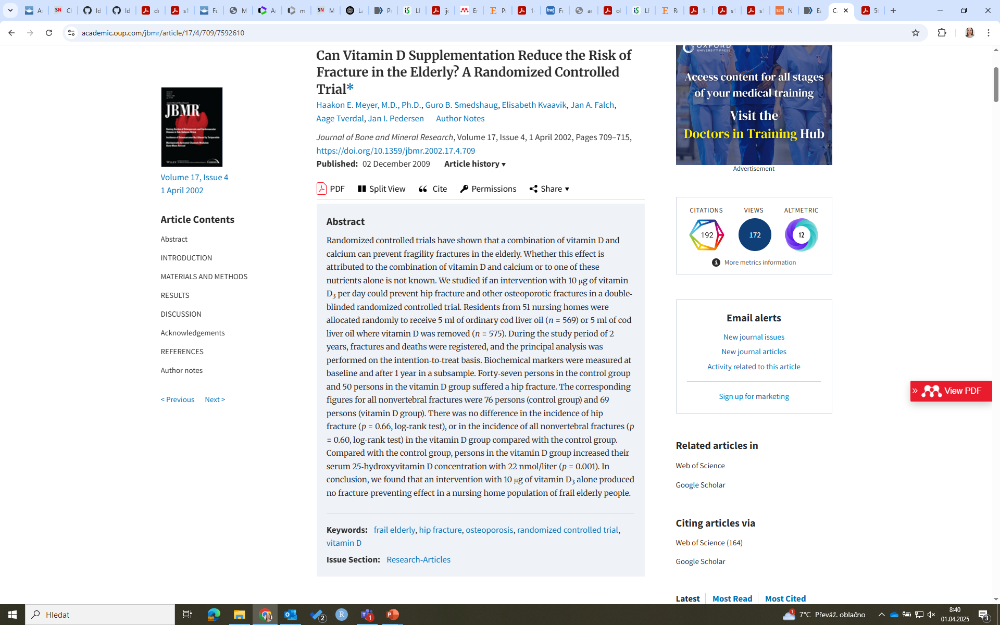 academic.oup.com/jbmr/article/17/4/709/7592610
JBMR
Volume 17, Issue 4
1 April 2002
Article Contents
Abstract
INTRODUCTION
MATERIALS AND METHODS
RESULTS
DISCUSSION
Acknowledgements
REFERENCES
Author notes
< Previous Next >
Can Vitamin D Supplementation Reduce the Risk of
Fracture in the Elderly? A Randomized Controlled
Trial*
Haakon E. Meyer, M.D., Ph.D., Guro B. Smedshaug, Elisabeth Kvaavik, Jan A. Falch,
Aage Tverdal, Jan I. Pedersen Author Notes
Journal of Bone and Mineral Research, Volume 17, Issue 4, 1 April 2002, Pages 709–715,
https://doi.org/10.1359/jbmr.2002.17.4.709
Published: 02 December 2009 Article history
PDF Split View Cite Permissions Share
Abstract
Randomized controlled trials have shown that a combination of vitamin D and
calcium can prevent fragility fractures in the elderly. Whether this effect is
attributed to the combination of vitamin D and calcium or to one of these
nutrients alone is not known. We studied if an intervention with 10 μg of vitamin
D3 per day could prevent hip fracture and other osteoporotic fractures in a double-
blinded randomized controlled trial. Residents from 51 nursing homes were
allocated randomly to receive 5 ml of ordinary cod liver oil (n = 569) or 5 ml of cod
liver oil where vitamin D was removed (n = 575). During the study period of 2
years, fractures and deaths were registered, and the principal analysis was
performed on the intention-to-treat basis. Biochemical markers were measured at
baseline and after 1 year in a subsample. Forty-seven persons in the control group
and 50 persons in the vitamin D group suffered a hip fracture. The corresponding
figures for all nonvertebral fractures were 76 persons (control group) and 69
persons (vitamin D group). There was no difference in the incidence of hip
fracture (p = 0.66, log-rank test), or in the incidence of all nonvertebral fractures (p
= 0.60, log-rank test) in the vitamin D group compared with the control group.
Compared with the control group, persons in the vitamin D group increased their
serum 25-hydroxyvitamin D concentration with 22 nmol/liter (p = 0.001). In
conclusion, we found that an intervention with 10 μg of vitamin D3 alone produced
no fracture-preventing effect in a nursing home population of frail elderly people.
Keywords: frail elderly, hip fracture, osteoporosis, randomized controlled trial,
vitamin D
Issue Section: Research-Articles
OXFORD
UNIVERSITY PRESS
Access content for all stages
of your medical training
Visit the
Doctors in Training Hub
Advertisement
CITATIONS VIEWS ALTMETRIC
192 172 12
More metrics information
Email alerts
New journal issues
New journal articles
Activity related to this article
Sign up for marketing
View PDF
Related articles in
Web of Science
Google Scholar
Citing articles via
Web of Science (164)
Google Scholar
Latest Most Read Most Cited
Hledat
2
1
1
7°C Převáž. oblačno
8:40
01.04.2025
3